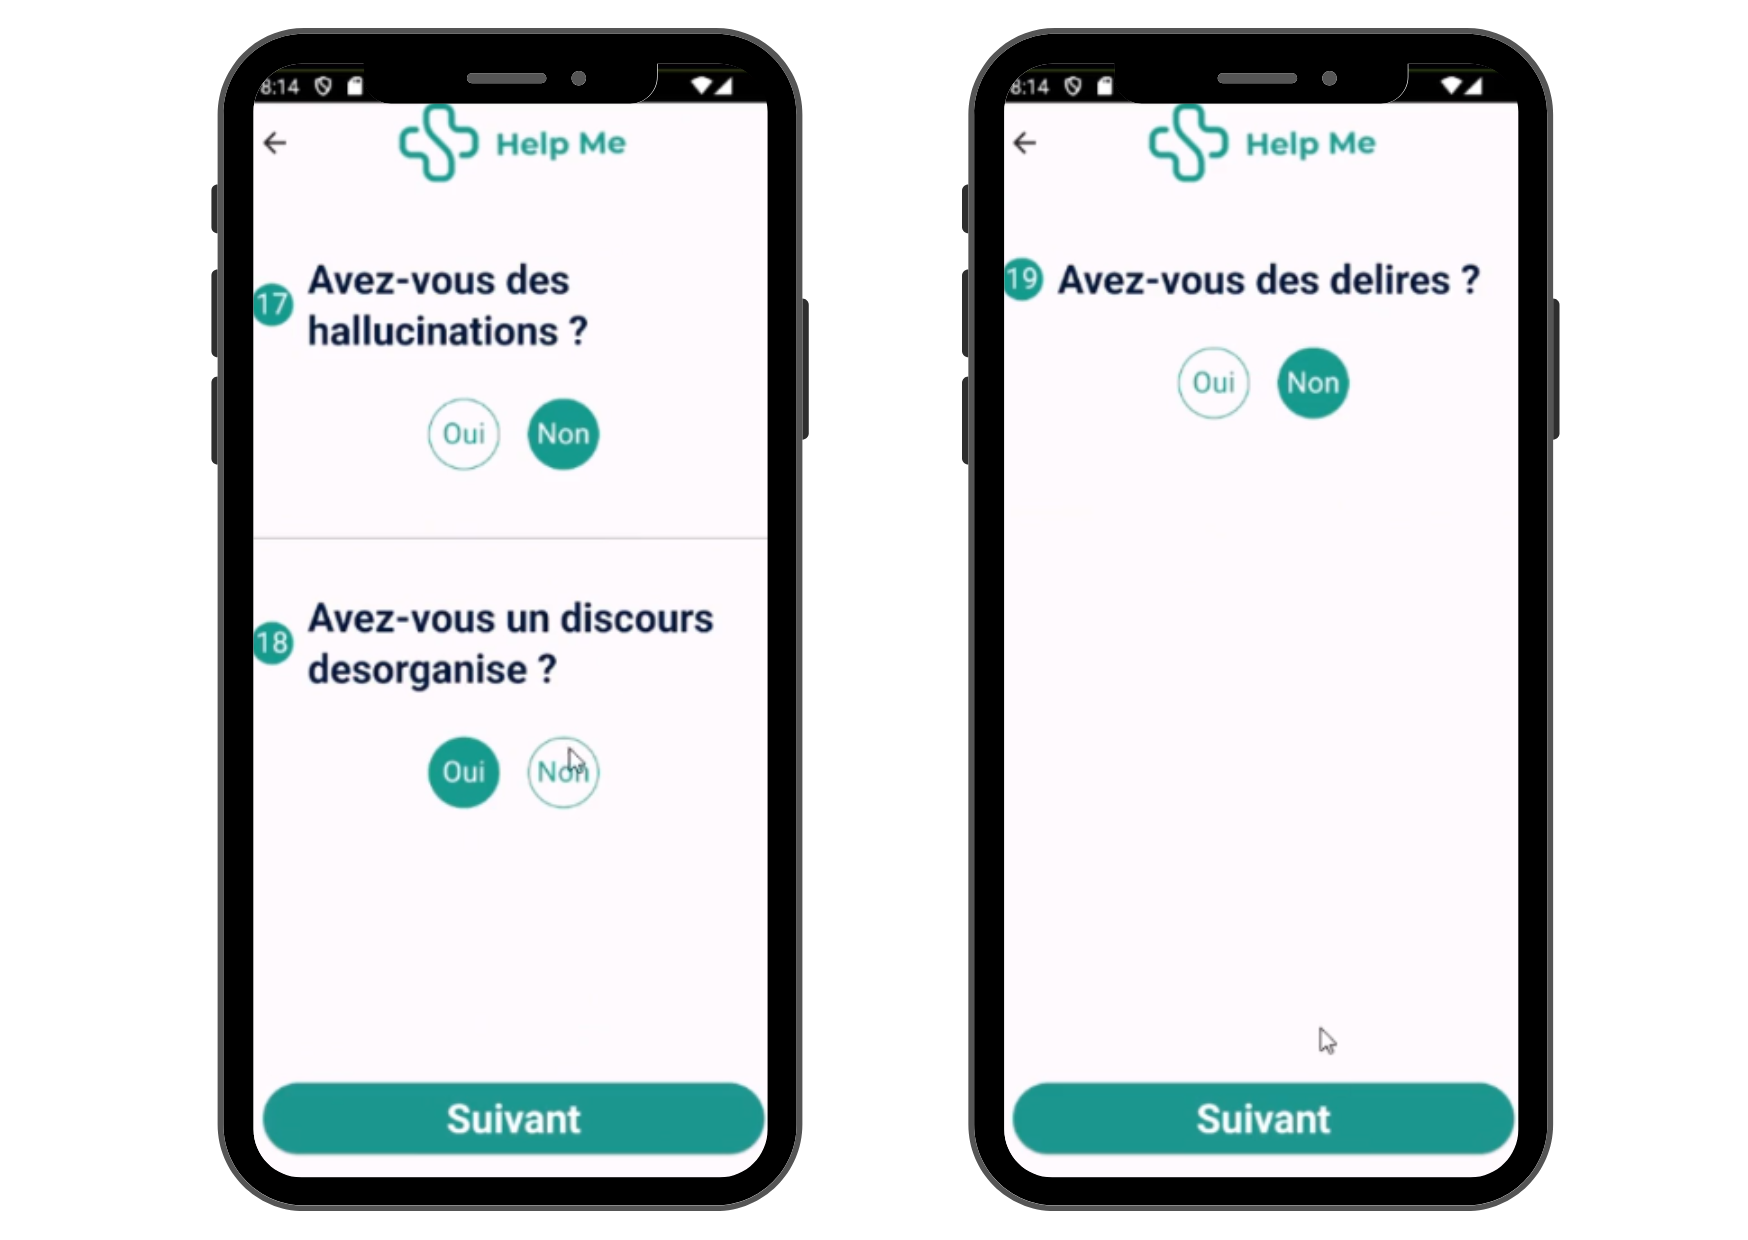 8:14
Help Me
17
Avez-vous des
hallucinations ?
Oui Non
18
Avez-vous un discours
desorganise ?
Oui Non
Suivant
8:14
Help Me
19 Avez-vous des delires ?
Oui Non
Suivant